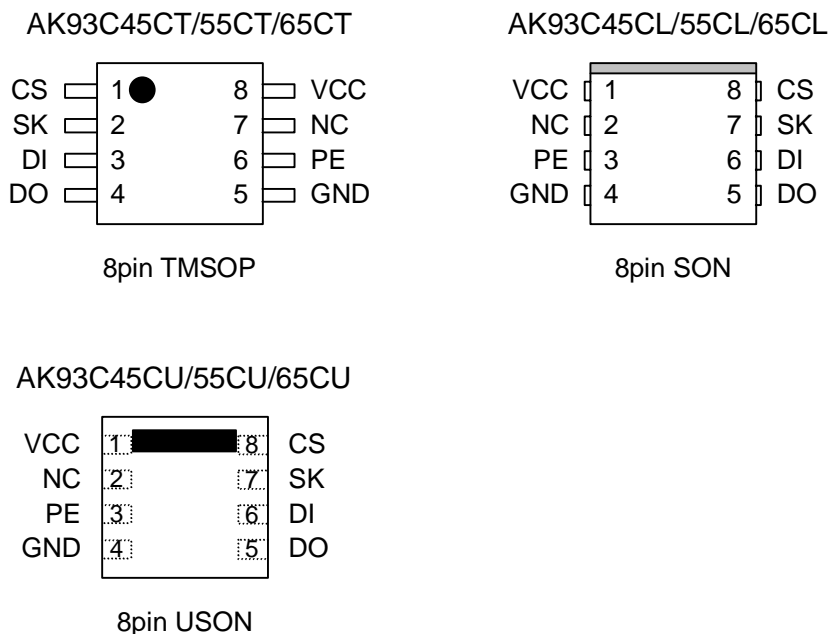 AK93C45CT/55CT/65CT
CS 1 8 VCC
SK 2 7 NC
DI 3 6 PE
DO 4 5 GND
8pin TMSOP
AK93C45CL/55CL/65CL
VCC 1 8 CS
NC 2 7 SK
PE 3 6 DI
GND 4 5 DO
8pin SON
AK93C45CU/55CU/65CU
VCC 1 8 CS
NC 2 7 SK
PE 3 6 DI
GND 4 5 DO
8pin USON